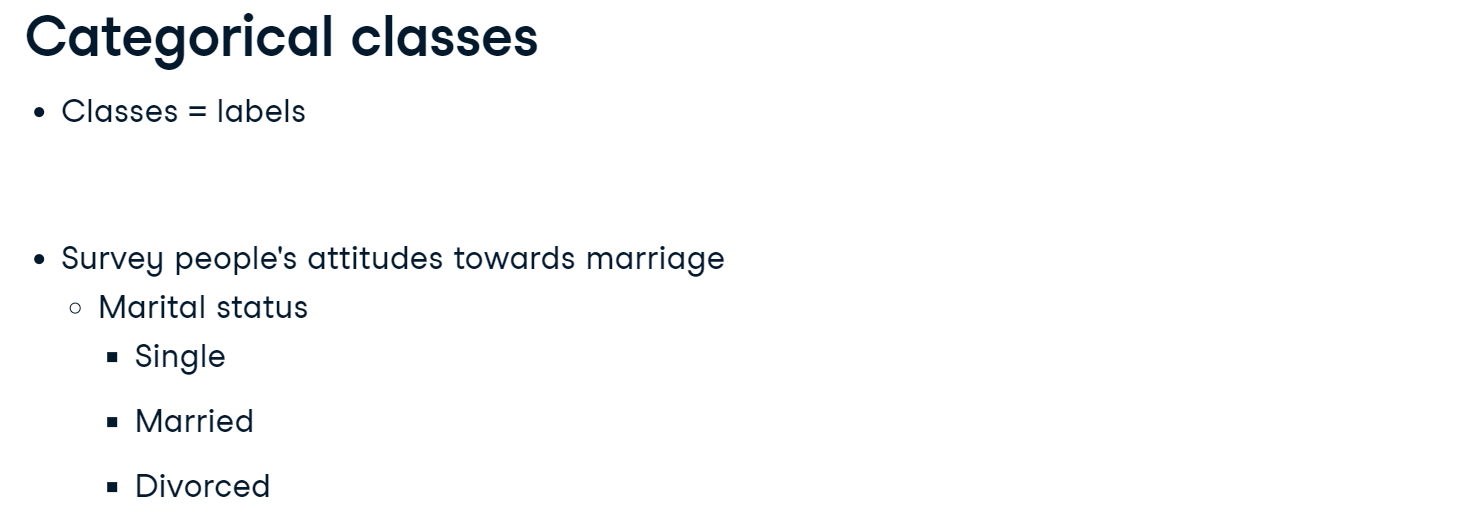 Categorical classes
• Classes = labels
• Survey people's attitudes towards marriage
○ Marital status
▪ Single
▪ Married
▪ Divorced